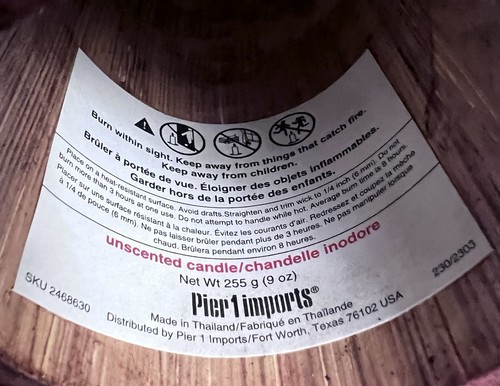 Burn within sight. Keep away from things that catch fire.
Keep away from children.
Brûler à portée de vue. Éloigner des objets inflammables.
Garder hors de la portée des enfants.
Place on a heat-resistant surface. Avoid drafts.Straighten and trim wick to 1/4 inch (6 mm). Do not
burn more than 3 hours at one use. Do not attempt to handle while hot. Average burn time is 8 hours.
Placer sur une surface résistant à la chaleur. Évitez les courants d'air. Redressez et coupez la mèche
à 1/4 de pouce (6 mm). Ne pas laisser brûler pendant plus de 3 heures. Ne pas manipuler lorsque
chaud. Brûlera pendant environ 8 heures.
unscented candle/chandelle inodore
Net Wt 255 g (9 oz)
Pier 1 imports®
SKU 2468630
230/2303
Made in Thailand/Fabriqué en Thaïlande
Distributed by Pier 1 Imports/Fort Worth, Texas 76102 USA